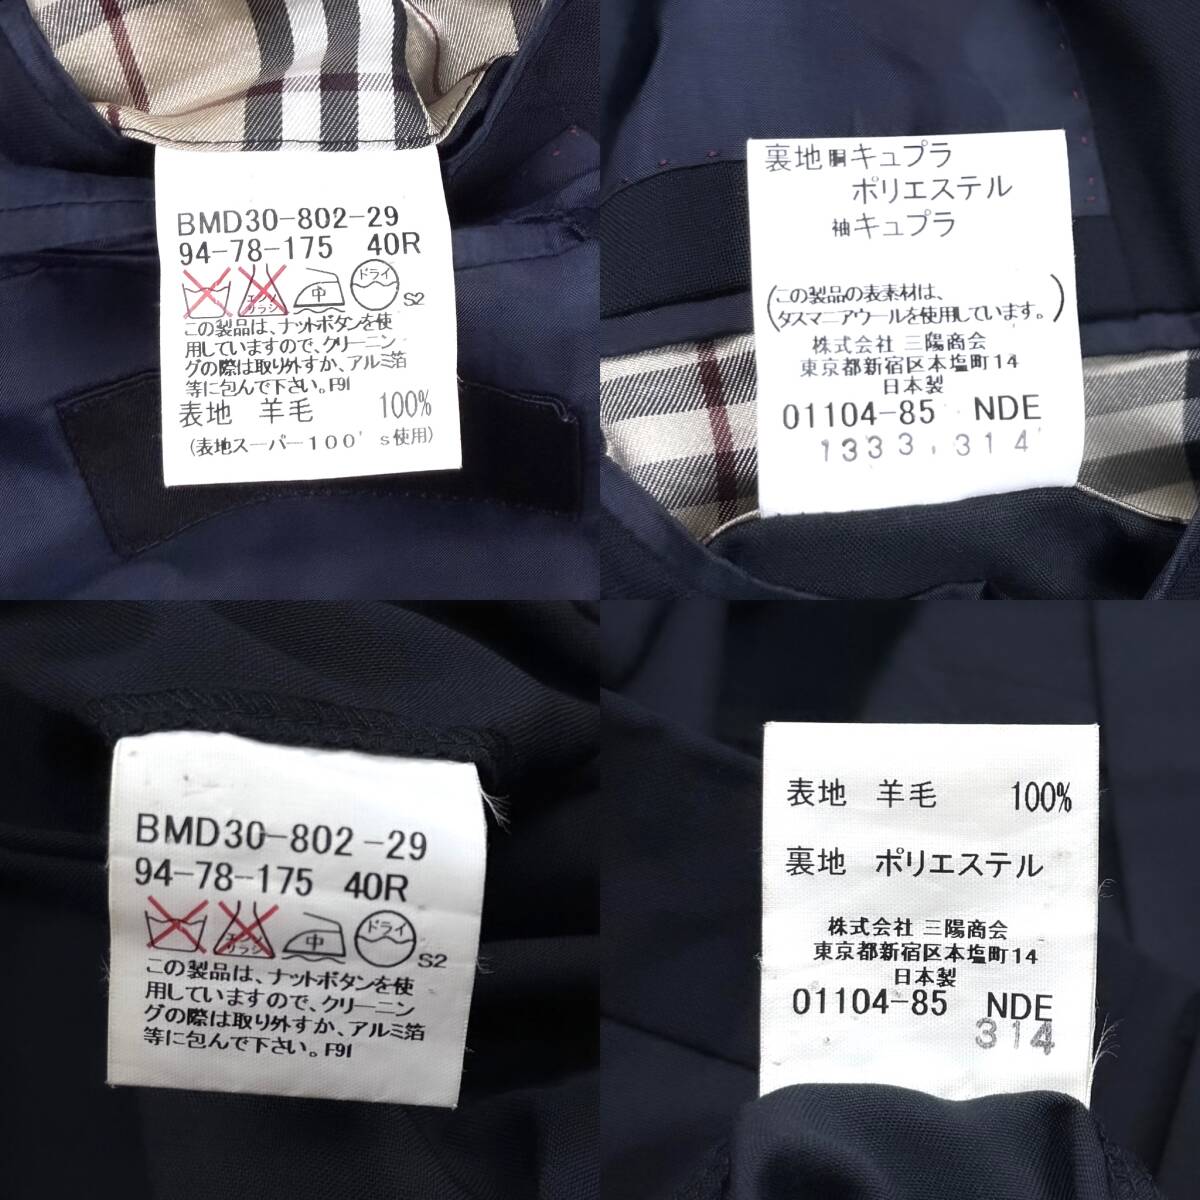 BMD30-802-29
94-78-175 40R
エンソ
サラシ
中
ドライ
S2
この製品は、ナットボタンを使
用していますので、クリーニン
グの際は取り外すか、アルミ箔
等に包んで下さい。F91
表地 羊毛 100%
(表地スーパー100's使用)
裏地 胴 キュプラ
ポリエステル
袖 キュプラ
(この製品の表素材は、
タスマニアウールを使用しています。)
株式会社 三陽商会
東京都新宿区本塩町14
日本製
01104-85 NDE
1333,314
BMD30-802-29
94-78-175 40R
エンソ
サラシ
中
ドライ
S2
この製品は、ナットボタンを使
用していますので、クリーニン
グの際は取り外すか、アルミ箔
等に包んで下さい。F91
表地 羊毛 100%
裏地 ポリエステル
株式会社 三陽商会
東京都新宿区本塩町14
日本製
01104-85 NDE
314